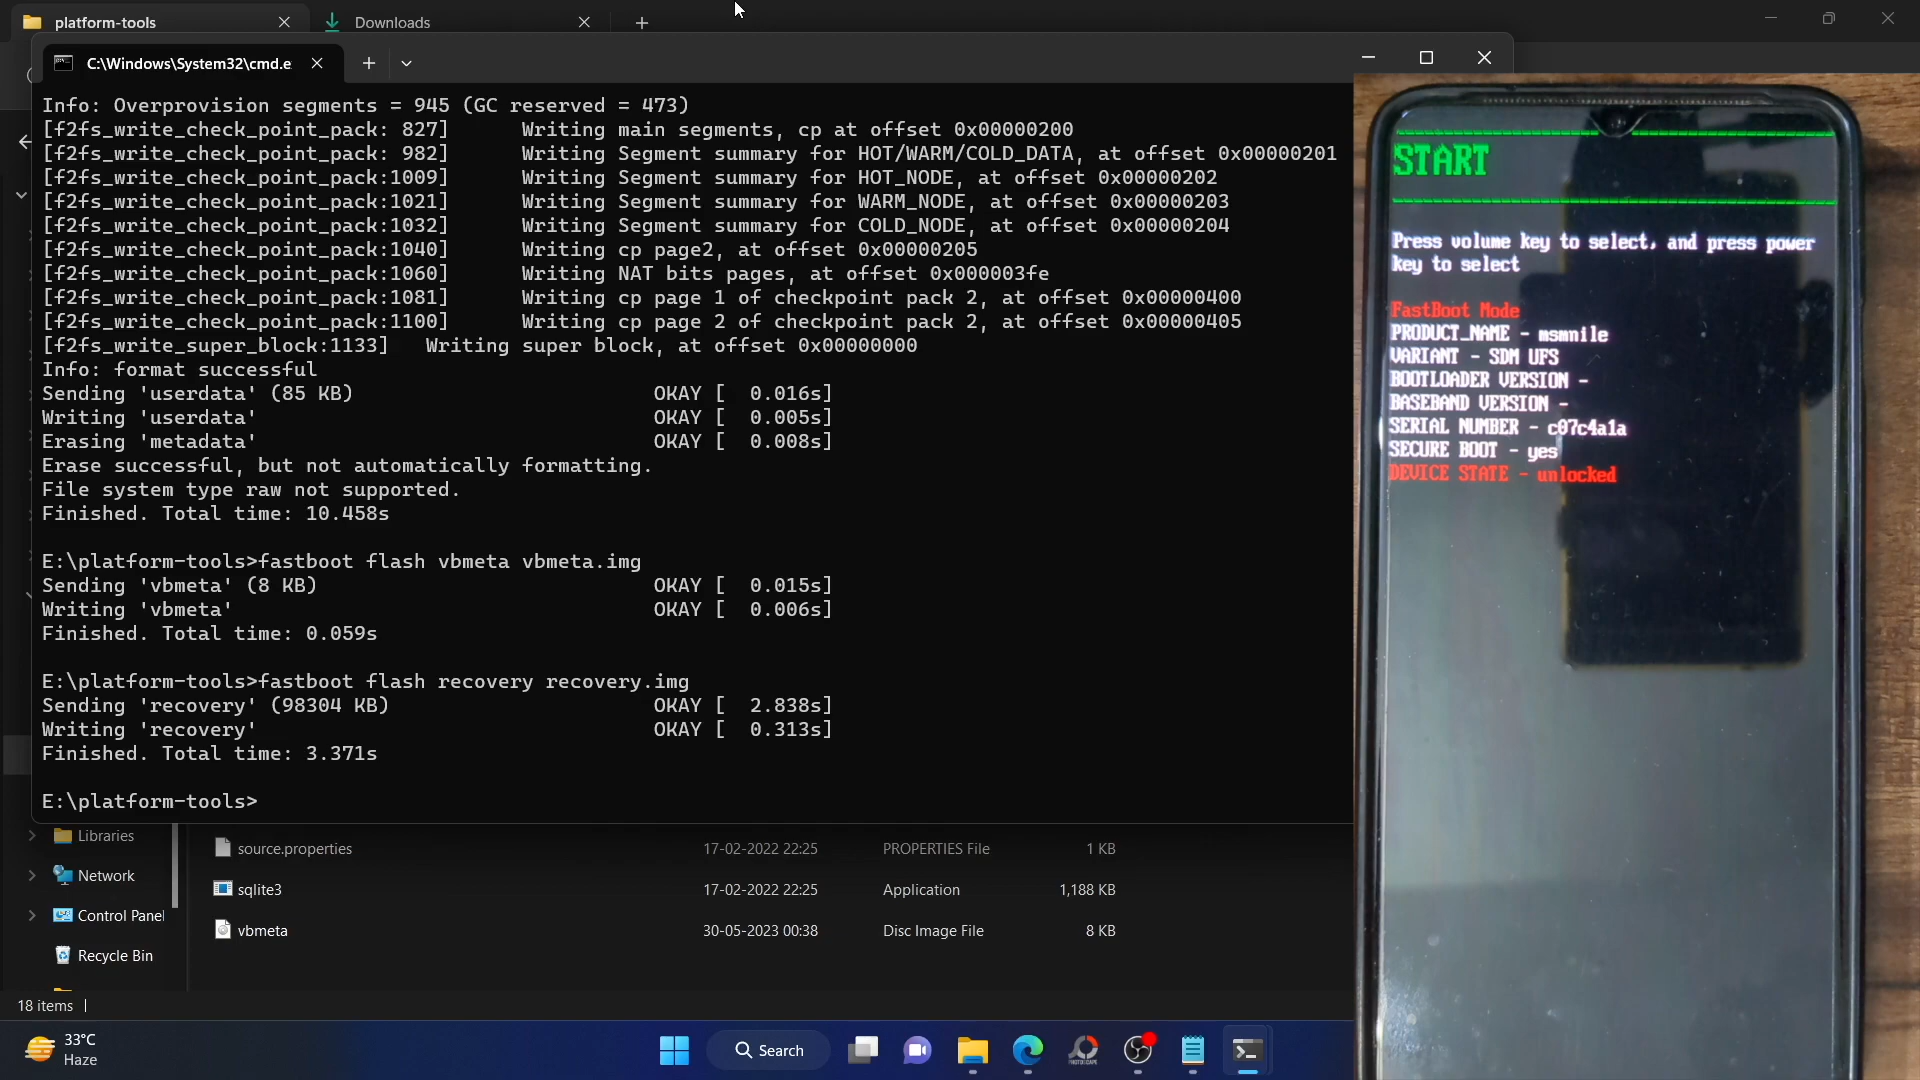 platform-tools
Downloads
C:\Windows\System32\cmd.e
Info: Overprovision segments = 945 (GC reserved = 473)
[f2fs_write_check_point_pack: 827] Writing main segments, cp at offset 0x00000200
[f2fs_write_check_point_pack: 982] Writing Segment summary for HOT/WARM/COLD_DATA, at offset 0x00000201
[f2fs_write_check_point_pack:1009] Writing Segment summary for HOT_NODE, at offset 0x00000202
[f2fs_write_check_point_pack:1021] Writing Segment summary for WARM_NODE, at offset 0x00000203
[f2fs_write_check_point_pack:1032] Writing Segment summary for COLD_NODE, at offset 0x00000204
[f2fs_write_check_point_pack:1040] Writing cp page2, at offset 0x00000205
[f2fs_write_check_point_pack:1060] Writing NAT bits pages, at offset 0x000003fe
[f2fs_write_check_point_pack:1081] Writing cp page 1 of checkpoint pack 2, at offset 0x00000400
[f2fs_write_check_point_pack:1100] Writing cp page 2 of checkpoint pack 2, at offset 0x00000405
[f2fs_write_super_block:1133] Writing super block, at offset 0x00000000
Info: format successful
Sending 'userdata' (85 KB) OKAY [ 0.016s]
Writing 'userdata' OKAY [ 0.005s]
Erasing 'metadata' OKAY [ 0.008s]
Erase successful, but not automatically formatting.
File system type raw not supported.
Finished. Total time: 10.458s
E:\platform-tools>fastboot flash vbmeta vbmeta.img
Sending 'vbmeta' (8 KB) OKAY [ 0.015s]
Writing 'vbmeta' OKAY [ 0.006s]
Finished. Total time: 0.059s
E:\platform-tools>fastboot flash recovery recovery.img
Sending 'recovery' (98304 KB) OKAY [ 2.838s]
Writing 'recovery' OKAY [ 0.313s]
Finished. Total time: 3.371s
E:\platform-tools>
Libraries
Network
Control Panel
Recycle Bin
source.properties 17-02-2022 22:25 PROPERTIES File 1 KB
sqlite3 17-02-2022 22:25 Application 1,188 KB
vbmeta 30-05-2023 00:38 Disc Image File 8 KB
18 items
33°C
Haze
Search
START
Press volume key to select, and press power
key to select
FastBoot Mode
PRODUCT_NAME - msmnile
VARIANT - SDM UFS
BOOTLOADER VERSION -
BASEBAND VERSION -
SERIAL NUMBER - c07c4a1a
SECURE BOOT - yes
DEVICE STATE - unlocked